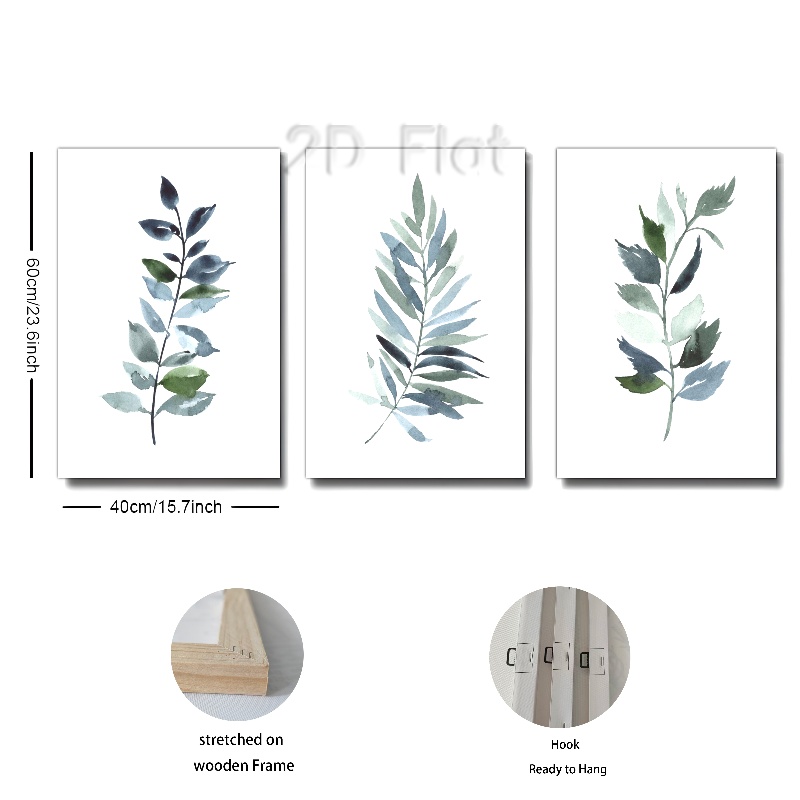 2D Flat
60cm/23.6inch
40cm/15.7inch
stretched on
wooden Frame
Hook
Ready to Hang